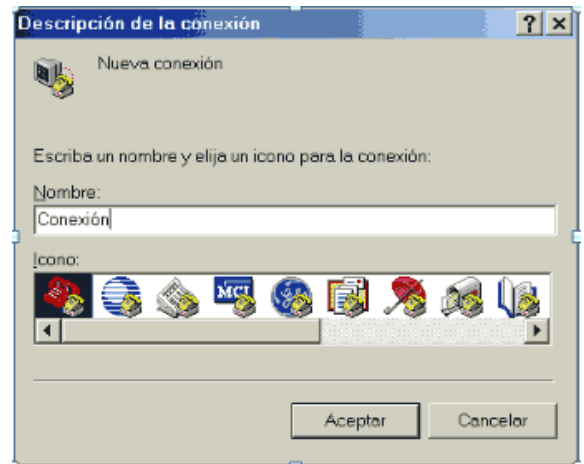 Descripción de la conexión
Nueva conexión
Escriba un nombre y elija un icono para la conexión:
Nombre:
Conexión
Icono:
MCI
Aceptar
Cancelar